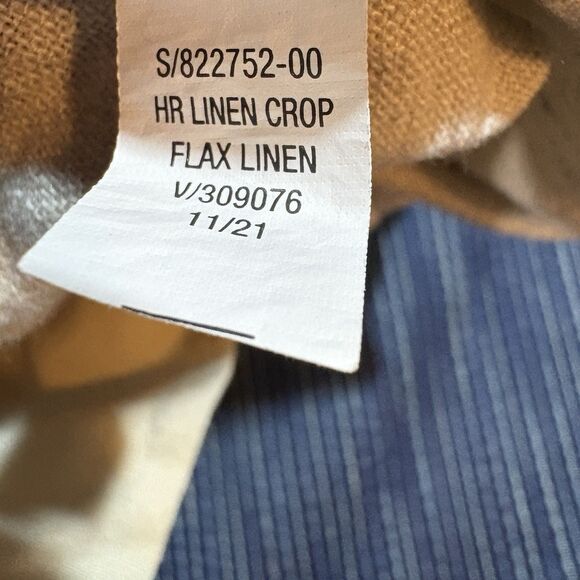 S/822752-00
HR LINEN CROP
FLAX LINEN
V/309076
11/21